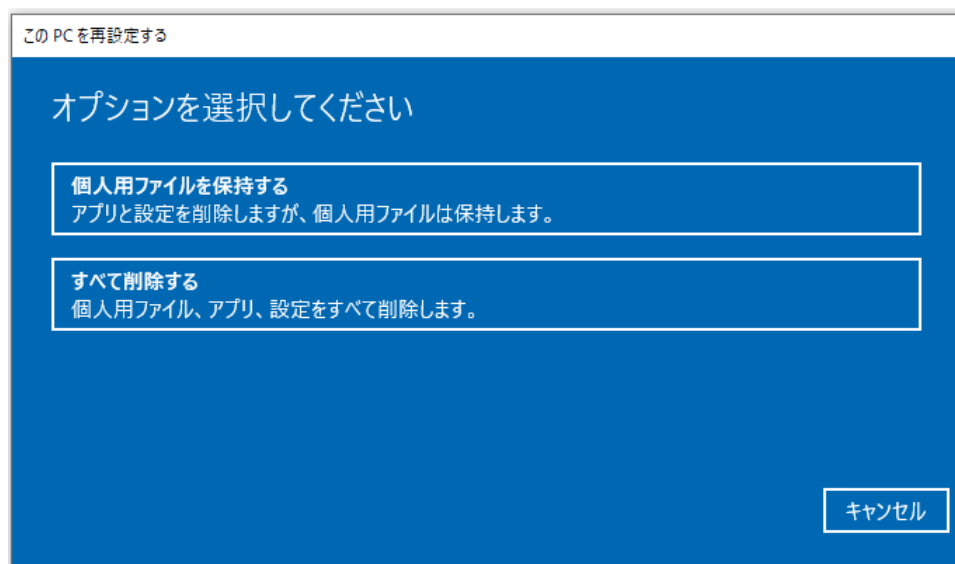 この PC を再設定する
オプションを選択してください
個人用ファイルを保持する
アプリと設定を削除しますが、個人用ファイルは保持します。
すべて削除する
個人用ファイル、アプリ、設定をすべて削除します。
キャンセル